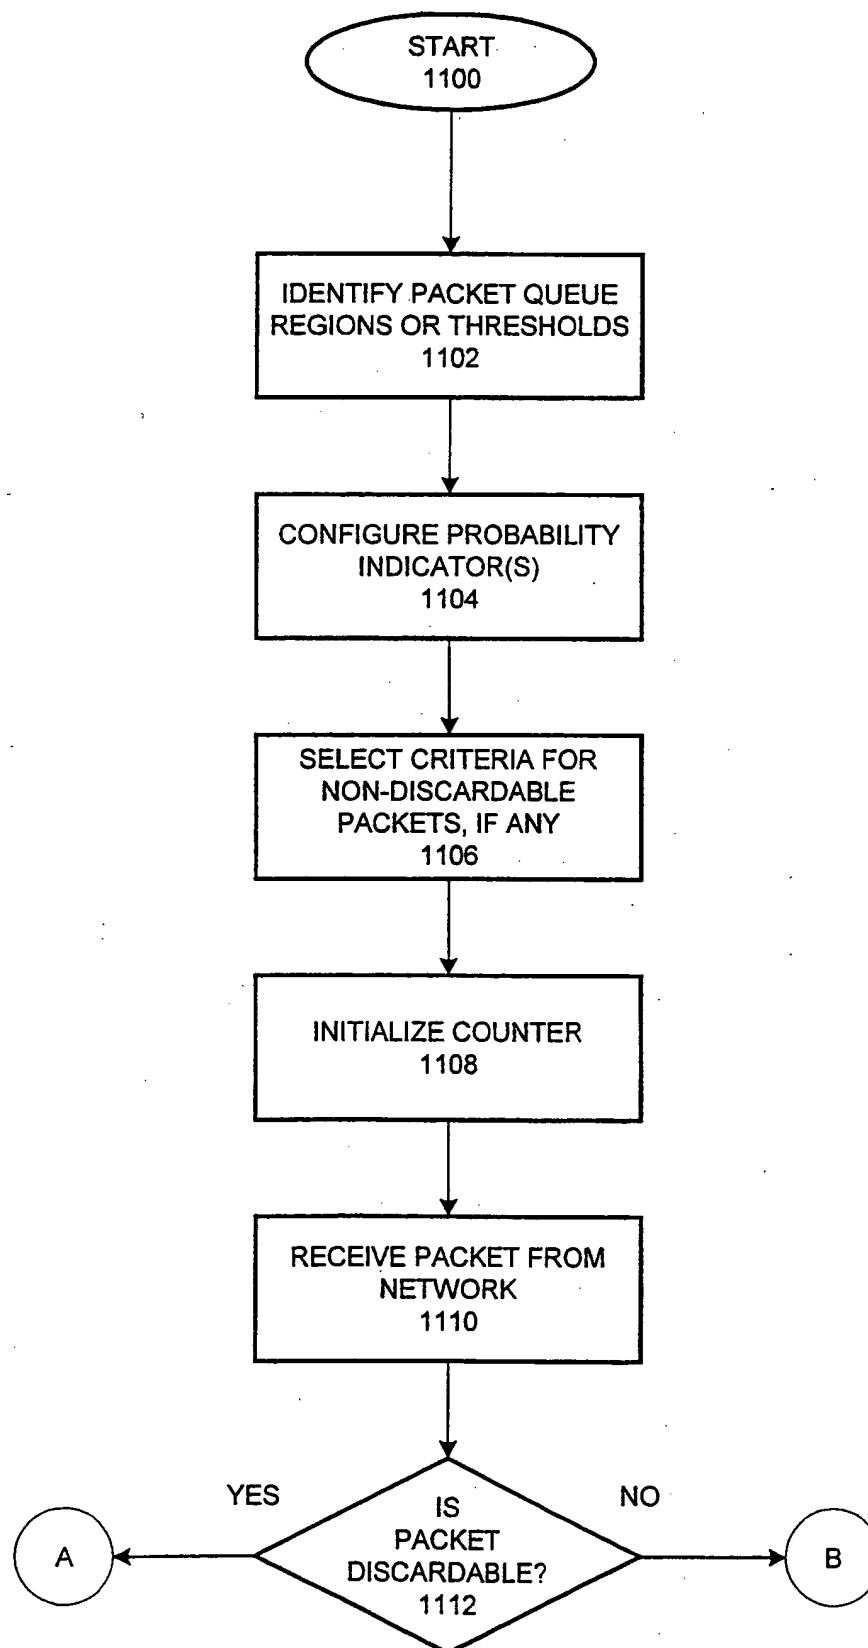 START
1100
IDENTIFY PACKET QUEUE
REGIONS OR THRESHOLDS
1102
CONFIGURE PROBABILITY
INDICATOR(S)
1104
SELECT CRITERIA FOR
NON-DISCARDABLE
PACKETS, IF ANY
1106
INITIALIZE COUNTER
1108
RECEIVE PACKET FROM
NETWORK
1110
YES
NO
A
IS
PACKET
DISCARDABLE?
1112
B